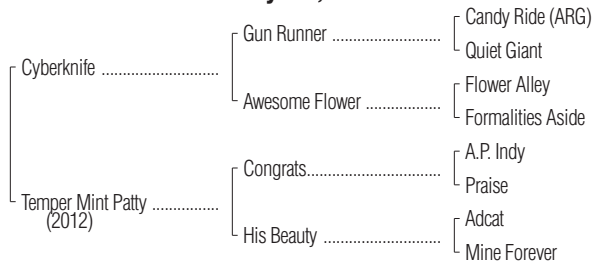 Candy Ride (ARG)
Gun Runner ..........................
Quiet Giant
Cyberknife ............................
Flower Alley
Awesome Flower ..................
Formalities Aside
A.P. Indy
Congrats................................
Praise
Temper Mint Patty ................
(2012)
Adcat
His Beauty ............................
Mine Forever